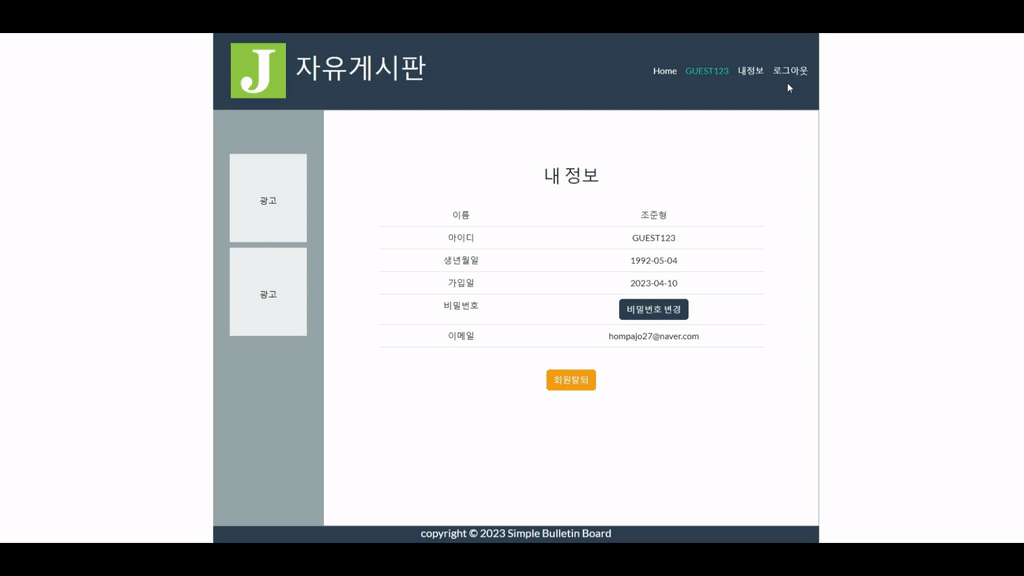 J 자유게시판
Home GUEST123 내정보 로그아웃
광고
광고
내 정보
이름 조준형
아이디 GUEST123
생년월일 1992-05-04
가입일 2023-04-10
비밀번호 비밀번호 변경
이메일 hompajo27@naver.com
회원탈퇴
copyright © 2023 Simple Bulletin Board